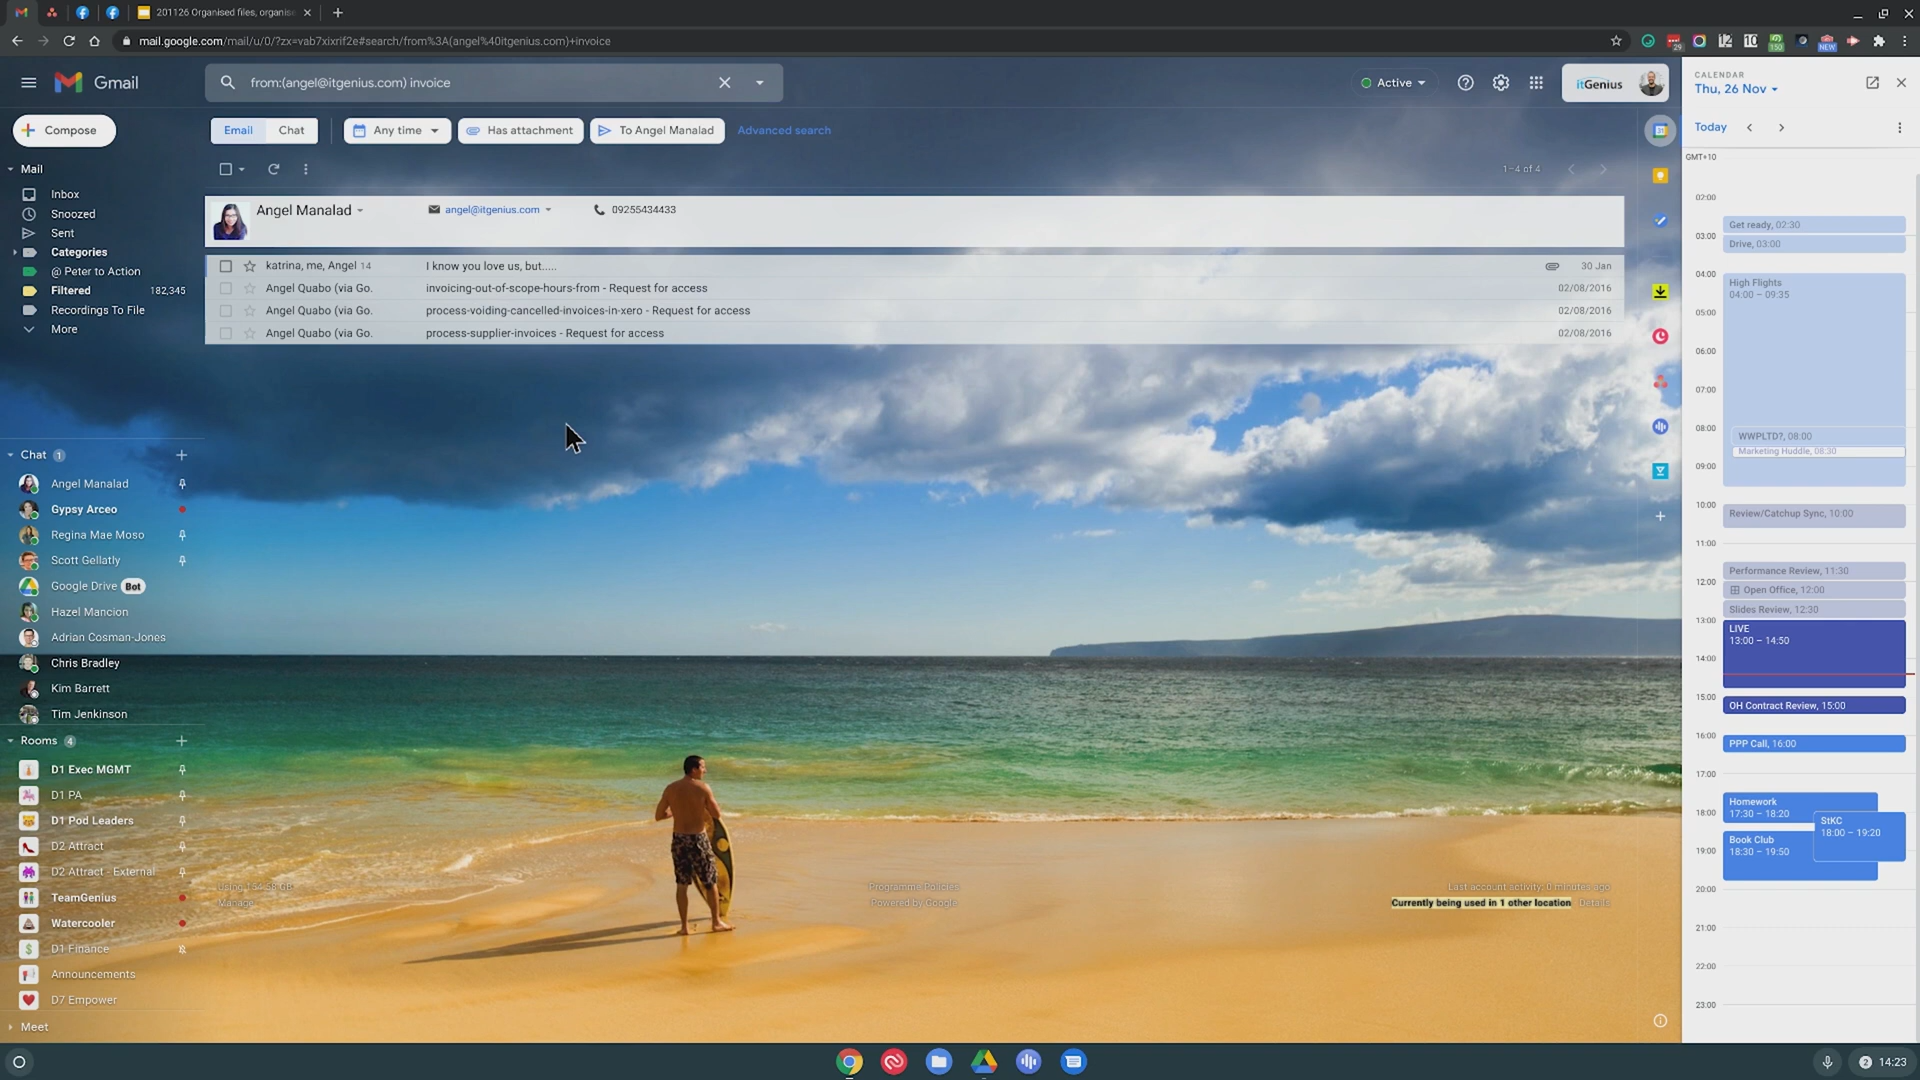 201126 Organised files, organise
mail.google.com/mail/u/0/?zx=vab7xixrif2e#search/from%3A(angel%40itgenius.com)+invoice
29
12
10
150
NEW
Gmail
from:(angel@itgenius.com) invoice
Active
itGenius
Compose
Email
Chat
Any time
Has attachment
To Angel Manalad
Advanced search
1–4 of 4
Angel Manalad
angel@itgenius.com
09255434433
katrina, me, Angel 14
I know you love us, but.....
30 Jan
Angel Quabo (via Go.
invoicing-out-of-scope-hours-from - Request for access
02/08/2016
Angel Quabo (via Go.
process-voiding-cancelled-invoices-in-xero - Request for access
02/08/2016
Angel Quabo (via Go.
process-supplier-invoices - Request for access
02/08/2016
Mail
Inbox
Snoozed
Sent
Categories
@ Peter to Action
Filtered
182,345
Recordings To File
More
Chat
1
Angel Manalad
Gypsy Arceo
Regina Mae Moso
Scott Gellatly
Google Drive Bot
Hazel Mancion
Adrian Cosman-Jones
Chris Bradley
Kim Barrett
Tim Jenkinson
Rooms
4
D1 Exec MGMT
D1 PA
D1 Pod Leaders
D2 Attract
D2 Attract - External
TeamGenius
Watercooler
D1 Finance
Announcements
D7 Empower
Meet
Manage
Programme Policies
Powered by Google
Last account activity: 0 minutes ago
Currently being used in 1 other location
Details
CALENDAR
Thu, 26 Nov
Today
GMT+10
02:00
Get ready, 02:30
03:00
Drive, 03:00
04:00
High Flights
04:00 – 09:35
05:00
06:00
07:00
08:00
WWPLTD?, 08:00
Marketing Huddle, 08:30
09:00
10:00
Review/Catchup Sync, 10:00
11:00
Performance Review, 11:30
12:00
Open Office, 12:00
Slides Review, 12:30
13:00
LIVE
13:00 – 14:50
14:00
15:00
OH Contract Review, 15:00
16:00
PPP Call, 16:00
17:00
Homework
17:30 – 18:20
18:00
StKC
18:00 – 19:20
Book Club
18:30 – 19:50
19:00
20:00
21:00
22:00
23:00
2
14:23